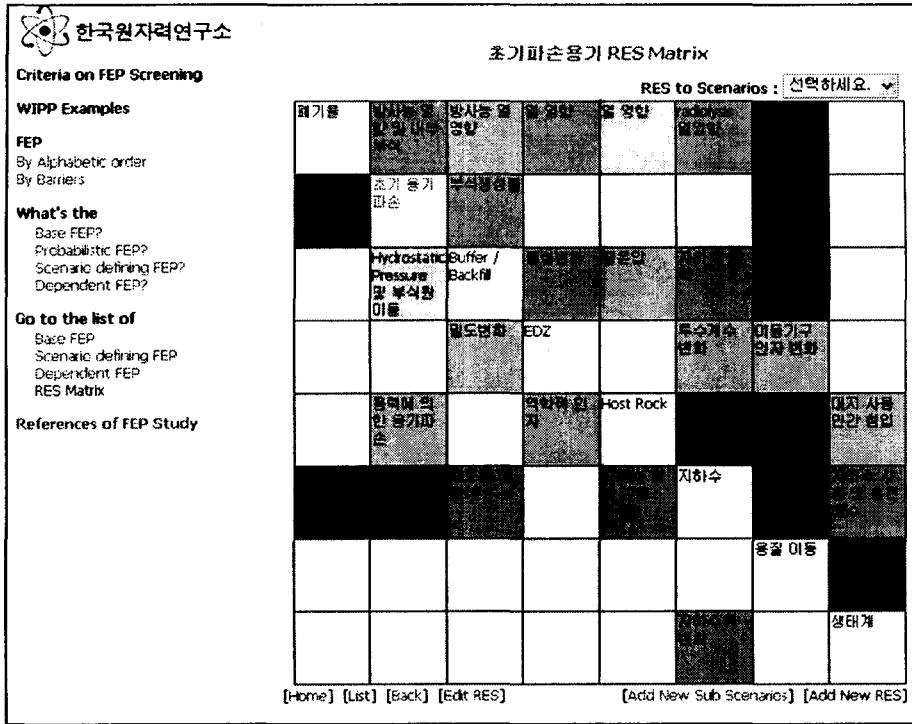 한국원자력연구소
초기파손용기 RES Matrix
Criteria on FEP Screening
RES to Scenarios : 선택하세요.
WIPP Examples
FEP
By Alphabetic order
By Barriers
What's the
Base FEP?
Probabilistic FEP?
Scenario defining FEP?
Dependent FEP?
Go to the list of
Base FEP
Scenario defining FEP
Dependent FEP
RES Matrix
References of FEP Study
폐기물
방사능 열
영향
열 영향
열 영향
radiolysis
초기 용기
파손
부식생성물
Hydrostatic
Pressure
및 부식원
이동
Buffer /
Backfill
밀도변화
EDZ
투수계수
변화
이동기구
인자 변화
응력에 의
한 용기파
손
역학적 인
자
Host Rock
대지 사용
인간 침입
지하수
용질 이동
생태계
[Home] [List] [Back] [Edit RES]
[Add New Sub Scenarios] [Add New RES]